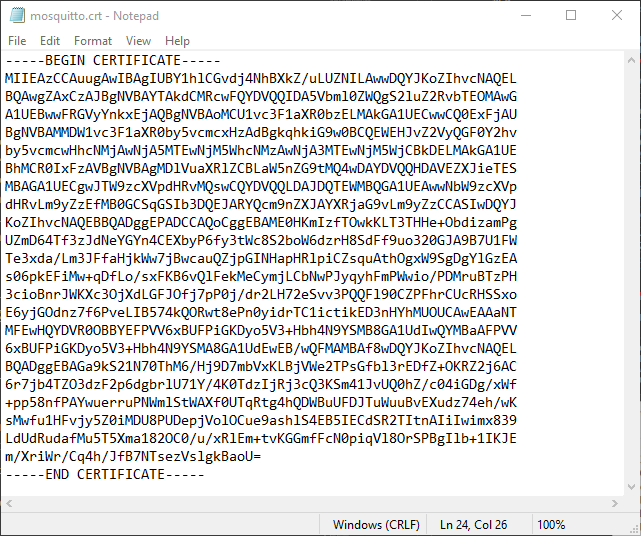 mosquitto.crt - Notepad
File Edit Format View Help
-----BEGIN CERTIFICATE-----
MIIEAzCCAuugAwIBAgIUBY1hlCGvdj4NhBXkZ/uLUZNILAwwDQYJKoZIhvcNAQEL
BQAwgZAxCzAJBgNVBAYTAkdCMRcwFQYDVQQIDA5Vbml0ZWQgS2luZ2RvbTEOMAwG
A1UEBwwFRGVyYnkxEjAQBgNVBAoMCU1vc3F1aXR0bzELMAkGA1UECwwCQ0ExFjAU
BgNVBAMMDW1vc3F1aXR0by5vcmcxHzAdBgkqhkiG9w0BCQEWEHJvZ2VyQGF0Y2hv
by5vcmcwHhcNMjAwNjA5MTEwNjM5WhcNMzAwNjA3MTEwNjM5WjCBkDELMAkGA1UE
BhMCR0IxFzAVBgNVBAgMDlVuaXRlZCBLaW5nZG9tMQ4wDAYDVQQHDAVEZXJieTES
MBAGA1UECgwJTW9zcXVpdHRvMQswCQYDVQQLDAJDQTEWMBQGA1UEAwwNbW9zcXVp
dHRvLm9yZzEfMB0GCSqGSIb3DQEJARYQcm9nZXJAYXRjaG9vLm9yZzCCASIwDQYJ
KoZIhvcNAQEBBQADggEPADCCAQoCggEBAME0HKmIzfTOwkKLT3THHe+ObdizamPg
UZmD64Tf3zJdNeYGYn4CEXbyP6fy3tWc8S2boW6dzrH8SdFf9uo320GJA9B7U1FW
Te3xda/Lm3JFfaHjkWw7jBwcauQZjpGINHapHRlpiCZsquAthOgxW9SgDgYlGzEA
s06pkEFiMw+qDfLo/sxFKB6vQlFekMeCymjLCbNwPJyqyhFmPWwio/PDMruBTzPH
3cioBnrJWKXc3OjXdLGFJOfj7pP0j/dr2LH72eSvv3PQQFl90CZPFhrCUcRHSSxo
E6yjGOdnz7f6PveLIB574kQORwt8ePn0yidrTC1ictikED3nHYhMUOUCAwEAAaNT
MFEwHQYDVR0OBBYEFPVV6xBUFPiGKDyo5V3+Hbh4N9YSMB8GA1UdIwQYMBaAFPVV
6xBUFPiGKDyo5V3+Hbh4N9YSMA8GA1UdEwEB/wQFMAMBAf8wDQYJKoZIhvcNAQEL
BQADggEBAGa9kS21N70ThM6/Hj9D7mbVxKLBjVWe2TPsGfbl3rEDfZ+OKRZ2j6AC
6r7jb4TZO3dzF2p6dgbrlU71Y/4K0TdzIjRj3cQ3KSm41JvUQ0hZ/c04iGDg/xWf
+pp58nfPAYwuerruPNWmlStWAXf0UTqRtg4hQDWBuUFDJTuWuuBvEXudz74eh/wK
sMwfu1HFvjy5Z0iMDU8PUDepjVolOCue9ashlS4EB5IECdSR2TItnAIiIwimx839
LdUdRudafMu5T5Xma182OC0/u/xRlEm+tvKGGmfFcN0piqVl8OrSPBgIlb+1IKJE
m/XriWr/Cq4h/JfB7NTsezVslgkBaoU=
-----END CERTIFICATE-----
Windows (CRLF) Ln 24, Col 26 100%